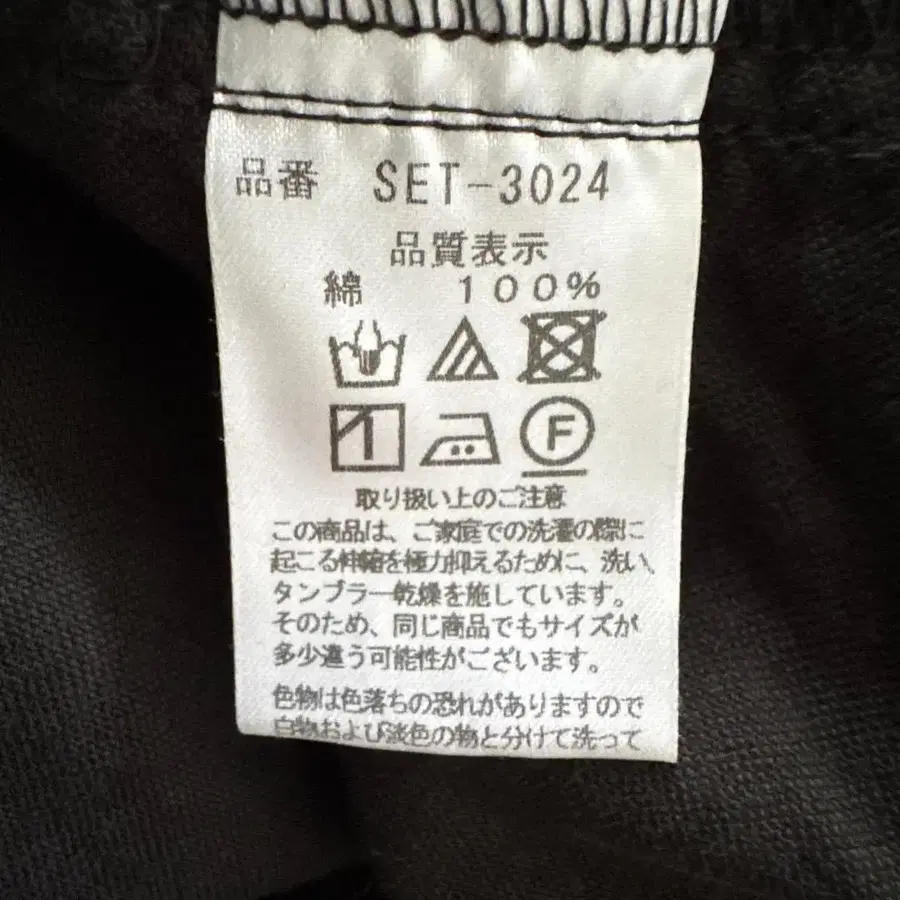 品番 SET-3024
品質表示
綿 100%
F
取り扱い上のご注意
この商品は、ご家庭での洗濯の際に
起こる伸縮を極力抑えるために、洗い、
タンブラー乾燥を施しています。
そのため、同じ商品でもサイズが
多少違う可能性がございます。
色物は色落ちの恐れがありますので
白物および淡色の物と分けて洗って